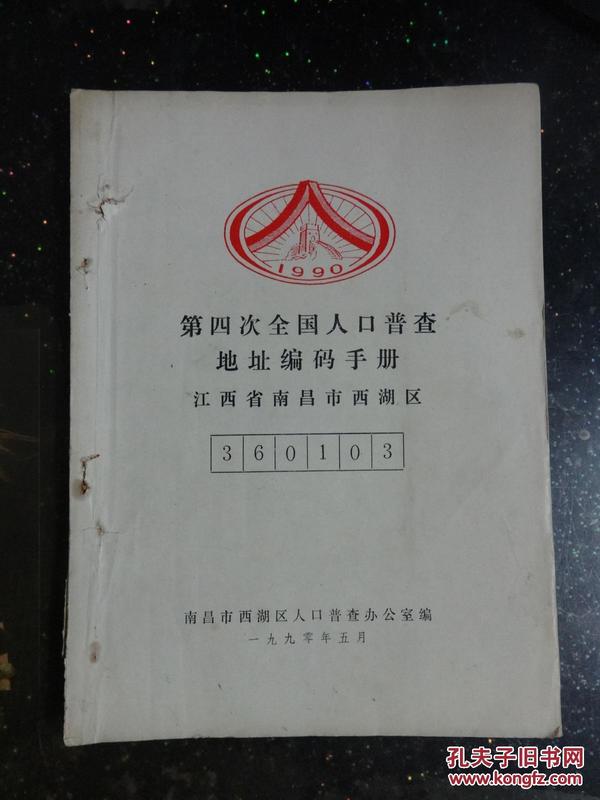 1990
第四次全国人口普查
地址编码手册
江西省南昌市西湖区
360103
南昌市西湖区人口普查办公室编
一九九零年五月
孔夫子旧书网
www.kongfz.com